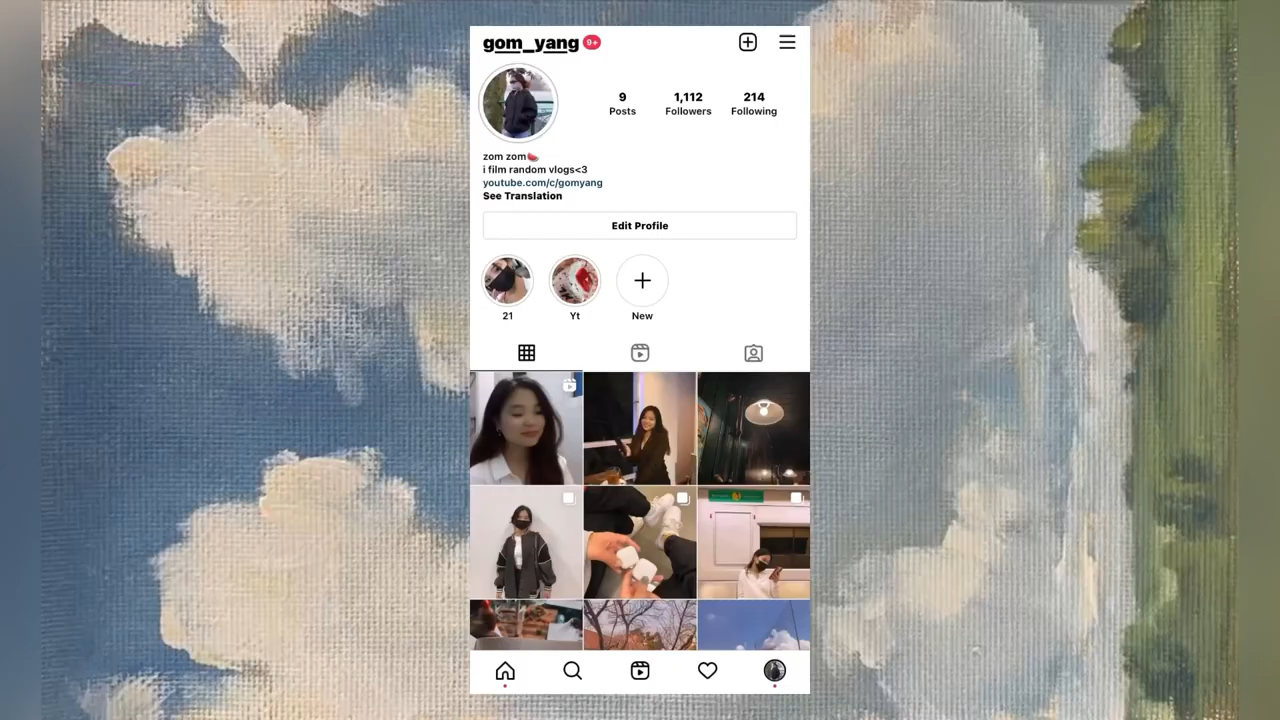 gom_yang 9+
9 1,112 214
Posts Followers Following
zom zom🍉
i film random vlogs<3
youtube.com/c/gomyang
See Translation
Edit Profile
21 Yt New